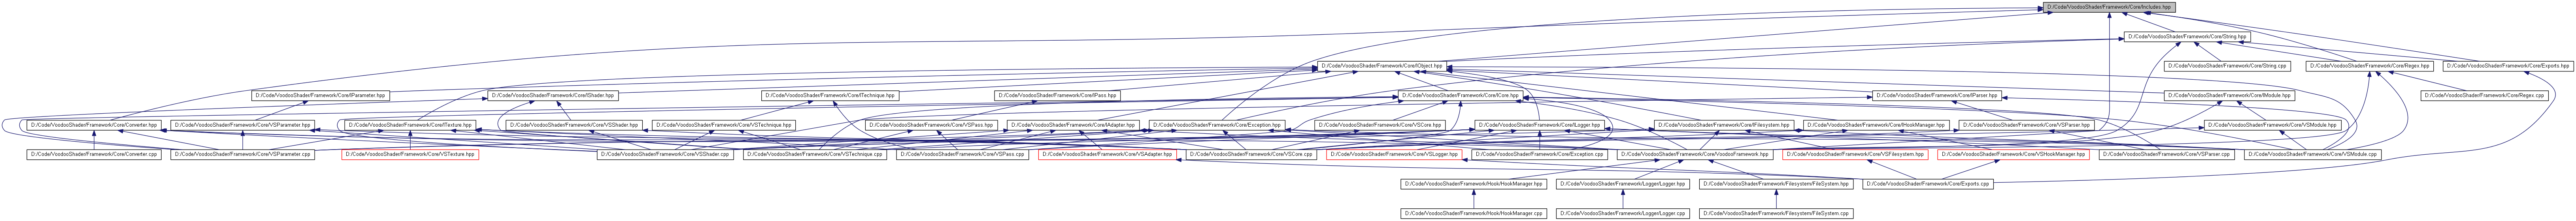 D:/Code/VoodooShader/Framework/Core/Includes.hpp
D:/Code/VoodooShader/Framework/Core/String.hpp
D:/Code/VoodooShader/Framework/Core/IObject.hpp
D:/Code/VoodooShader/Framework/Core/String.cpp
D:/Code/VoodooShader/Framework/Core/Regex.hpp
D:/Code/VoodooShader/Framework/Core/Exports.hpp
D:/Code/VoodooShader/Framework/Core/IParameter.hpp
D:/Code/VoodooShader/Framework/Core/IShader.hpp
D:/Code/VoodooShader/Framework/Core/ITechnique.hpp
D:/Code/VoodooShader/Framework/Core/IPass.hpp
D:/Code/VoodooShader/Framework/Core/ICore.hpp
D:/Code/VoodooShader/Framework/Core/IParser.hpp
D:/Code/VoodooShader/Framework/Core/IModule.hpp
D:/Code/VoodooShader/Framework/Core/Regex.cpp
D:/Code/VoodooShader/Framework/Core/Converter.hpp
D:/Code/VoodooShader/Framework/Core/VSParameter.hpp
D:/Code/VoodooShader/Framework/Core/ITexture.hpp
D:/Code/VoodooShader/Framework/Core/VSShader.hpp
D:/Code/VoodooShader/Framework/Core/VSTechnique.hpp
D:/Code/VoodooShader/Framework/Core/VSPass.hpp
D:/Code/VoodooShader/Framework/Core/IAdapter.hpp
D:/Code/VoodooShader/Framework/Core/Exception.hpp
D:/Code/VoodooShader/Framework/Core/VSCore.hpp
D:/Code/VoodooShader/Framework/Core/ILogger.hpp
D:/Code/VoodooShader/Framework/Core/IFilesystem.hpp
D:/Code/VoodooShader/Framework/Core/IHookManager.hpp
D:/Code/VoodooShader/Framework/Core/VSParser.hpp
D:/Code/VoodooShader/Framework/Core/VSModule.hpp
D:/Code/VoodooShader/Framework/Core/Converter.cpp
D:/Code/VoodooShader/Framework/Core/VSParameter.cpp
D:/Code/VoodooShader/Framework/Core/VSTexture.hpp
D:/Code/VoodooShader/Framework/Core/VSShader.cpp
D:/Code/VoodooShader/Framework/Core/VSTechnique.cpp
D:/Code/VoodooShader/Framework/Core/VSPass.cpp
D:/Code/VoodooShader/Framework/Core/VSAdapter.hpp
D:/Code/VoodooShader/Framework/Core/VSCore.cpp
D:/Code/VoodooShader/Framework/Core/VSLogger.hpp
D:/Code/VoodooShader/Framework/Core/Exception.cpp
D:/Code/VoodooShader/Framework/Core/VoodooFramework.hpp
D:/Code/VoodooShader/Framework/Core/VSFilesystem.hpp
D:/Code/VoodooShader/Framework/Core/VSHookManager.hpp
D:/Code/VoodooShader/Framework/Core/VSParser.cpp
D:/Code/VoodooShader/Framework/Core/VSModule.cpp
D:/Code/VoodooShader/Framework/Hook/HookManager.hpp
D:/Code/VoodooShader/Framework/Logger/Logger.hpp
D:/Code/VoodooShader/Framework/Filesystem/FileSystem.hpp
D:/Code/VoodooShader/Framework/Core/Exports.cpp
D:/Code/VoodooShader/Framework/Hook/HookManager.cpp
D:/Code/VoodooShader/Framework/Logger/Logger.cpp
D:/Code/VoodooShader/Framework/Filesystem/FileSystem.cpp